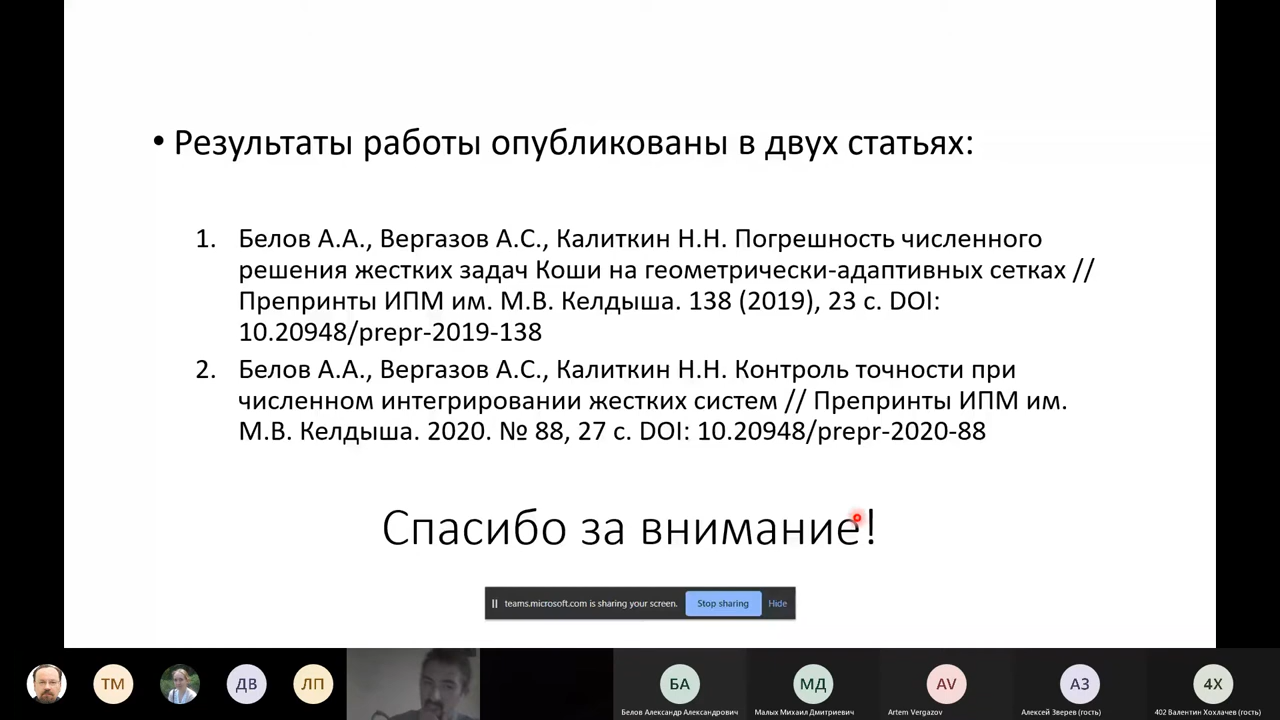 • Результаты работы опубликованы в двух статьях:
1. Белов А.А., Вергазов А.С., Калиткин Н.Н. Погрешность численного
решения жестких задач Коши на геометрически-адаптивных сетках //
Препринты ИПМ им. М.В. Келдыша. 138 (2019), 23 с. DOI:
10.20948/prepr-2019-138
2. Белов А.А., Вергазов А.С., Калиткин Н.Н. Контроль точности при
численном интегрировании жестких систем // Препринты ИПМ им.
М.В. Келдыша. 2020. № 88, 27 с. DOI: 10.20948/prepr-2020-88
Спасибо за внимание!
teams.microsoft.com is sharing your screen. Stop sharing Hide
ТМ ДВ ЛП БА МД AV АЗ 4Х
Белов Александр Александрович Малых Михаил Дмитриевич Artem Vergazov Алексей Зверев (гость) 402 Валентин Хохлачев (гость)